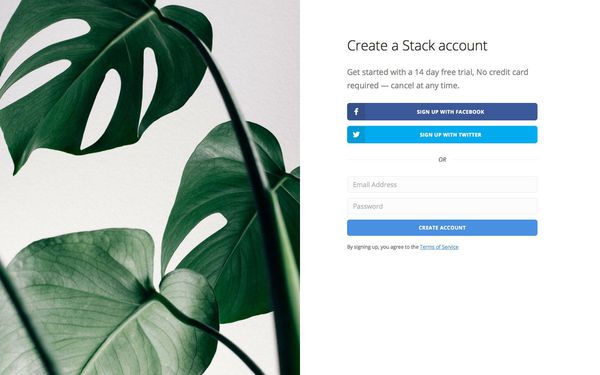 Create a Stack account
Get started with a 14 day free trial, No credit card
required — cancel at any time.
SIGN UP WITH FACEBOOK
SIGN UP WITH TWITTER
OR
Email Address
Password
CREATE ACCOUNT
By signing up, you agree to the Terms of Service